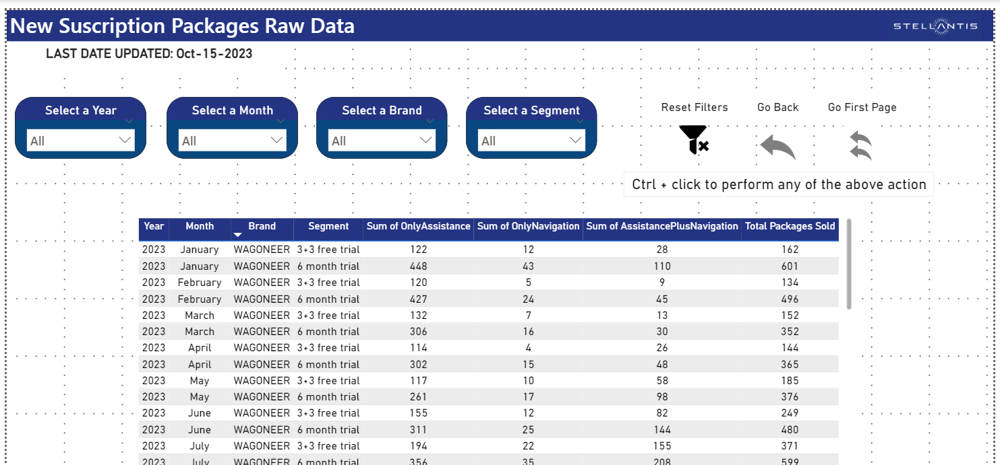 New Suscription Packages Raw Data
STELLANTIS
LAST DATE UPDATED: Oct-15-2023
Select a Year Select a Month Select a Brand Select a Segment
All All All All
Reset Filters Go Back Go First Page
Ctrl + click to perform any of the above action
Year Month Brand Segment Sum of OnlyAssistance Sum of OnlyNavigation Sum of AssistancePlusNavigation Total Packages Sold
2023 January WAGONEER 3+3 free trial 122 12 28 162
2023 January WAGONEER 6 month trial 448 43 110 601
2023 February WAGONEER 3+3 free trial 120 5 9 134
2023 February WAGONEER 6 month trial 427 24 45 496
2023 March WAGONEER 3+3 free trial 132 7 13 152
2023 March WAGONEER 6 month trial 306 16 30 352
2023 April WAGONEER 3+3 free trial 114 4 26 144
2023 April WAGONEER 6 month trial 302 15 48 365
2023 May WAGONEER 3+3 free trial 117 10 58 185
2023 May WAGONEER 6 month trial 261 17 98 376
2023 June WAGONEER 3+3 free trial 155 12 82 249
2023 June WAGONEER 6 month trial 311 25 144 480
2023 July WAGONEER 3+3 free trial 194 22 155 371
2023 July WAGONEER 6 month trial 356 35 208 599